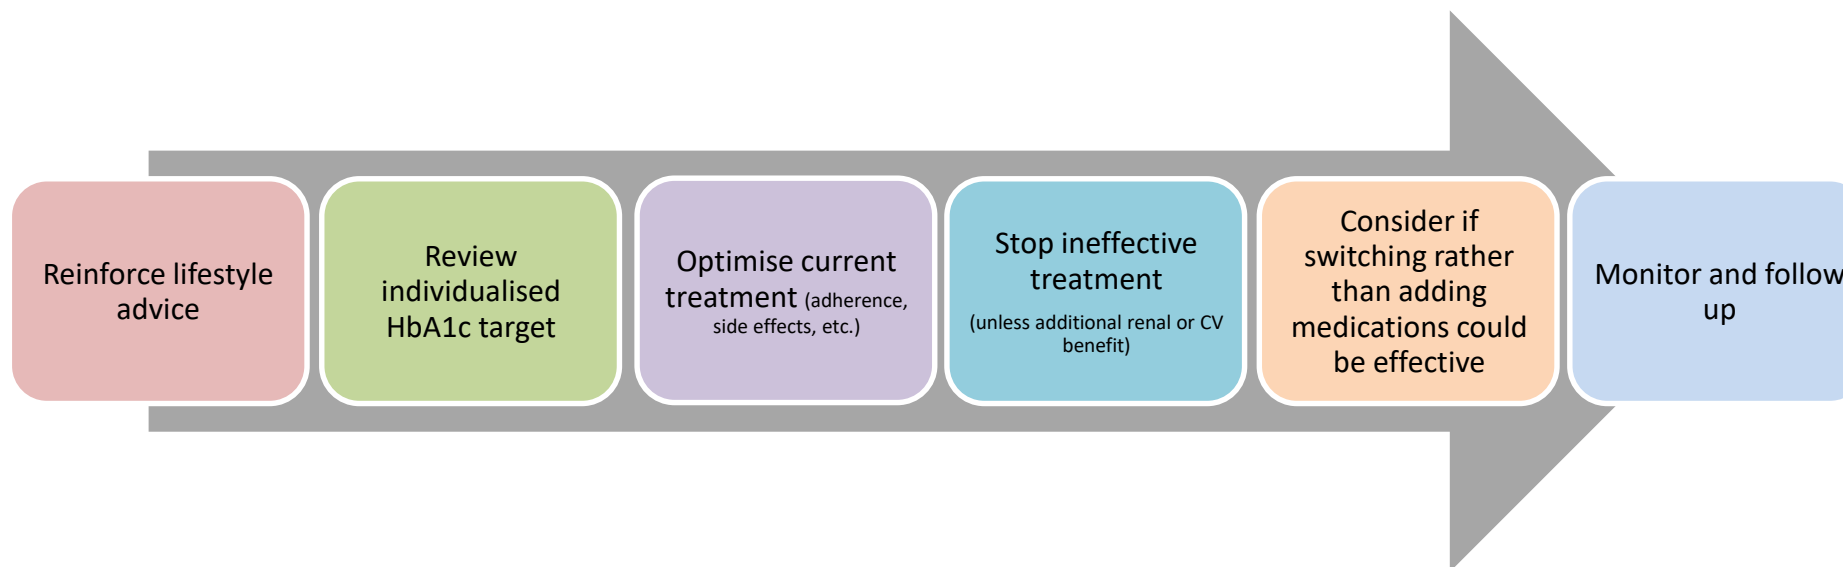 Reinforce lifestyle
advice
Review
individualised
HbA1c target
Optimise current
treatment (adherence,
side effects, etc.)
Stop ineffective
treatment
(unless additional renal or CV
benefit)
Consider if
switching rather
than adding
medications could
be effective
Monitor and follow
up